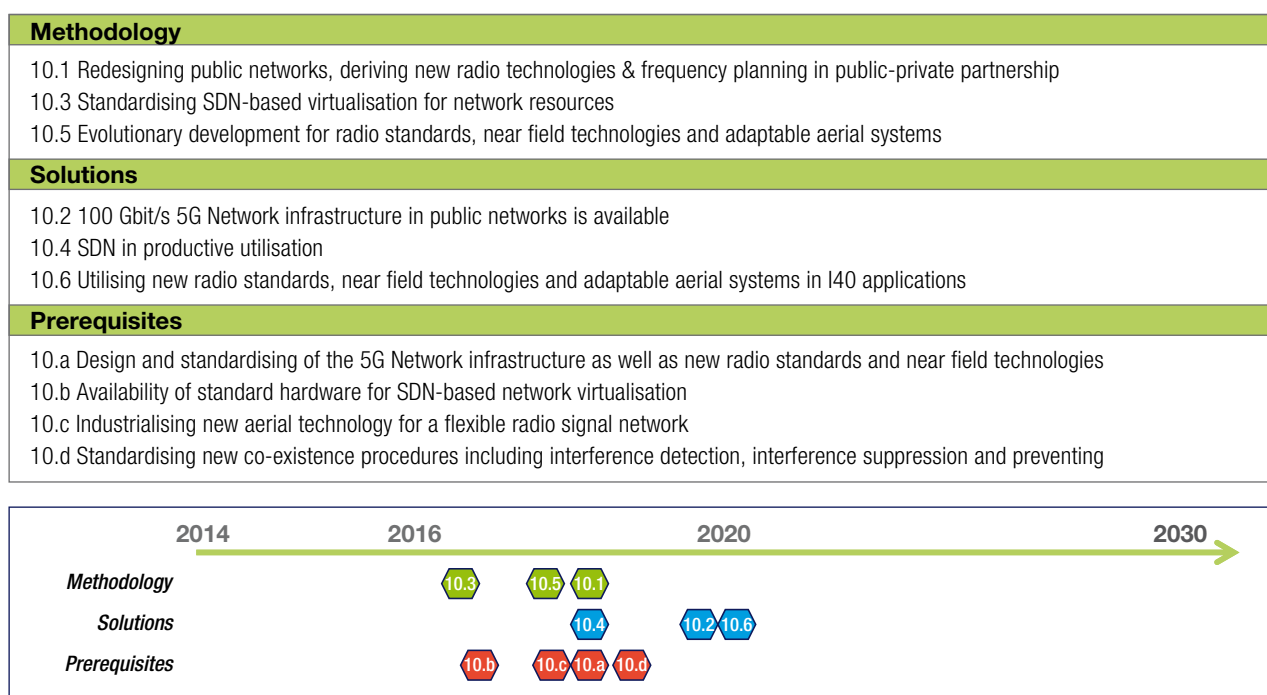 Methodology
10.1 Redesigning public networks, deriving new radio technologies & frequency planning in public-private partnership
10.3 Standardising SDN-based virtualisation for network resources
10.5 Evolutionary development for radio standards, near field technologies and adaptable aerial systems
Solutions
10.2 100 Gbit/s 5G Network infrastructure in public networks is available
10.4 SDN in productive utilisation
10.6 Utilising new radio standards, near field technologies and adaptable aerial systems in I40 applications
Prerequisites
10.a Design and standardising of the 5G Network infrastructure as well as new radio standards and near field technologies
10.b Availability of standard hardware for SDN-based network virtualisation
10.c Industrialising new aerial technology for a flexible radio signal network
10.d Standardising new co-existence procedures including interference detection, interference suppression and preventing
2014 2016 2020 2030
Methodology 10.3 10.5 10.1
Solutions 10.4 10.2 10.6
Prerequisites 10.b 10.c 10.a 10.d